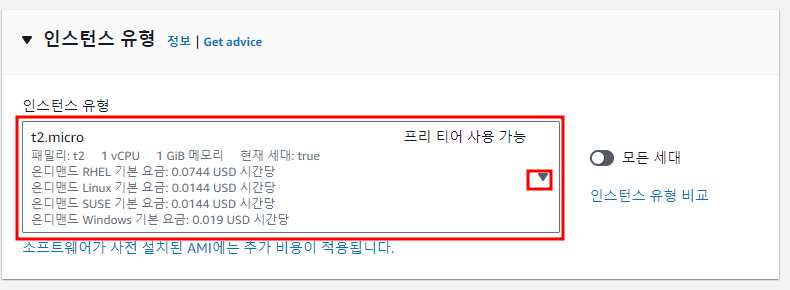 인스턴스 유형 정보 | Get advice
인스턴스 유형
t2.micro 프리 티어 사용 가능
패밀리: t2 1 vCPU 1 GiB 메모리 현재 세대: true
온디맨드 RHEL 기본 요금: 0.0744 USD 시간당
온디맨드 Linux 기본 요금: 0.0144 USD 시간당
온디맨드 SUSE 기본 요금: 0.0144 USD 시간당
온디맨드 Windows 기본 요금: 0.019 USD 시간당
모든 세대
인스턴스 유형 비교
소프트웨어가 사전 설치된 AMI에는 추가 비용이 적용됩니다.